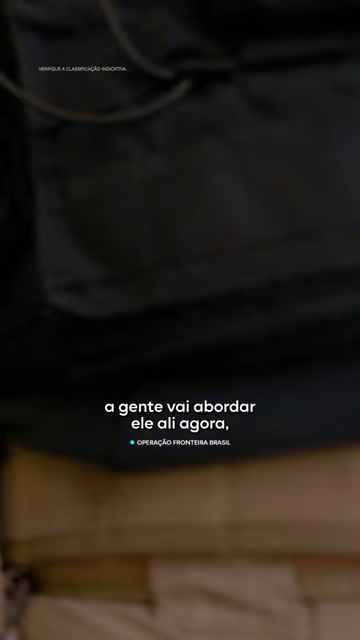 VERIFIQUE A CLASSIFICAÇÃO INDICATIVA.
a gente vai abordar
ele ali agora,
OPERAÇÃO FRONTEIRA BRASIL